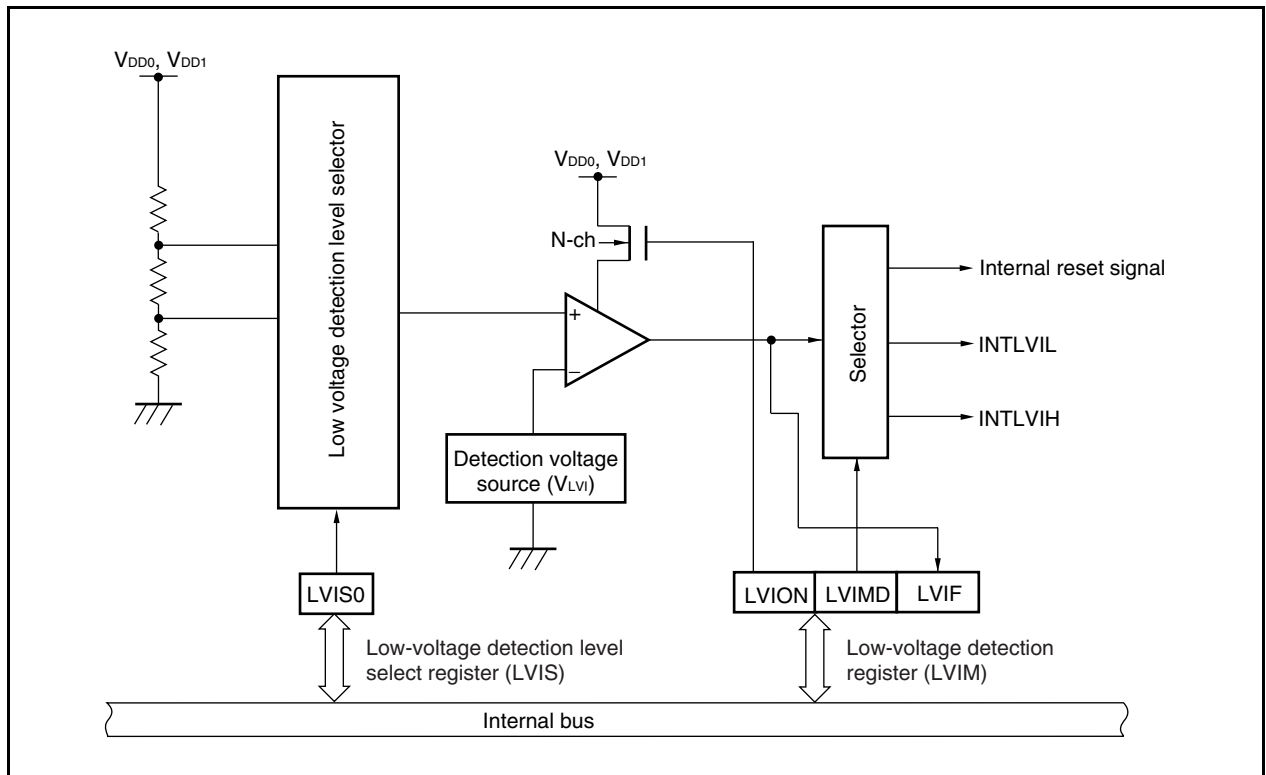 VDD0, VDD1
Low voltage detection level selector
VDD0, VDD1
N-ch
+
−
Detection voltage
source (VLVI)
Selector
Internal reset signal
INTLVIL
INTLVIH
LVIS0
LVION
LVIMD
LVIF
Low-voltage detection level
select register (LVIS)
Low-voltage detection
register (LVIM)
Internal bus